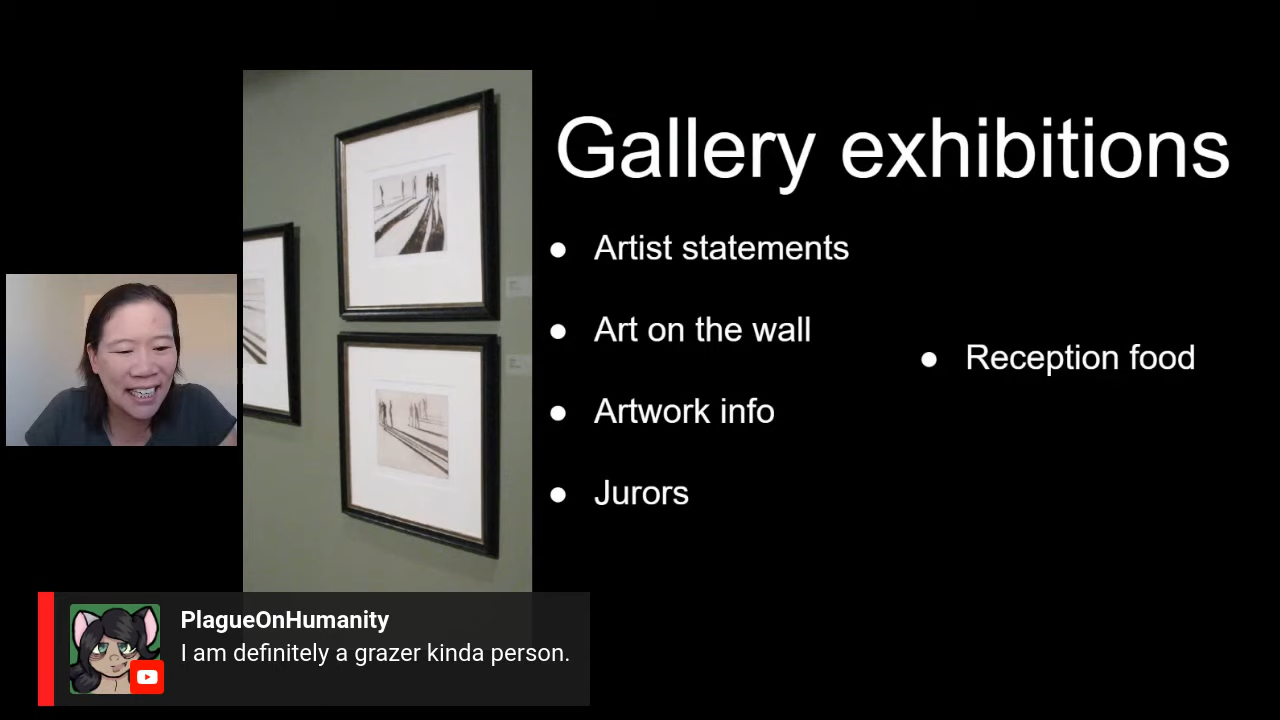 Gallery exhibitions
Artist statements
Art on the wall
Artwork info
Jurors
Reception food
PlagueOnHumanity
I am definitely a grazer kinda person.